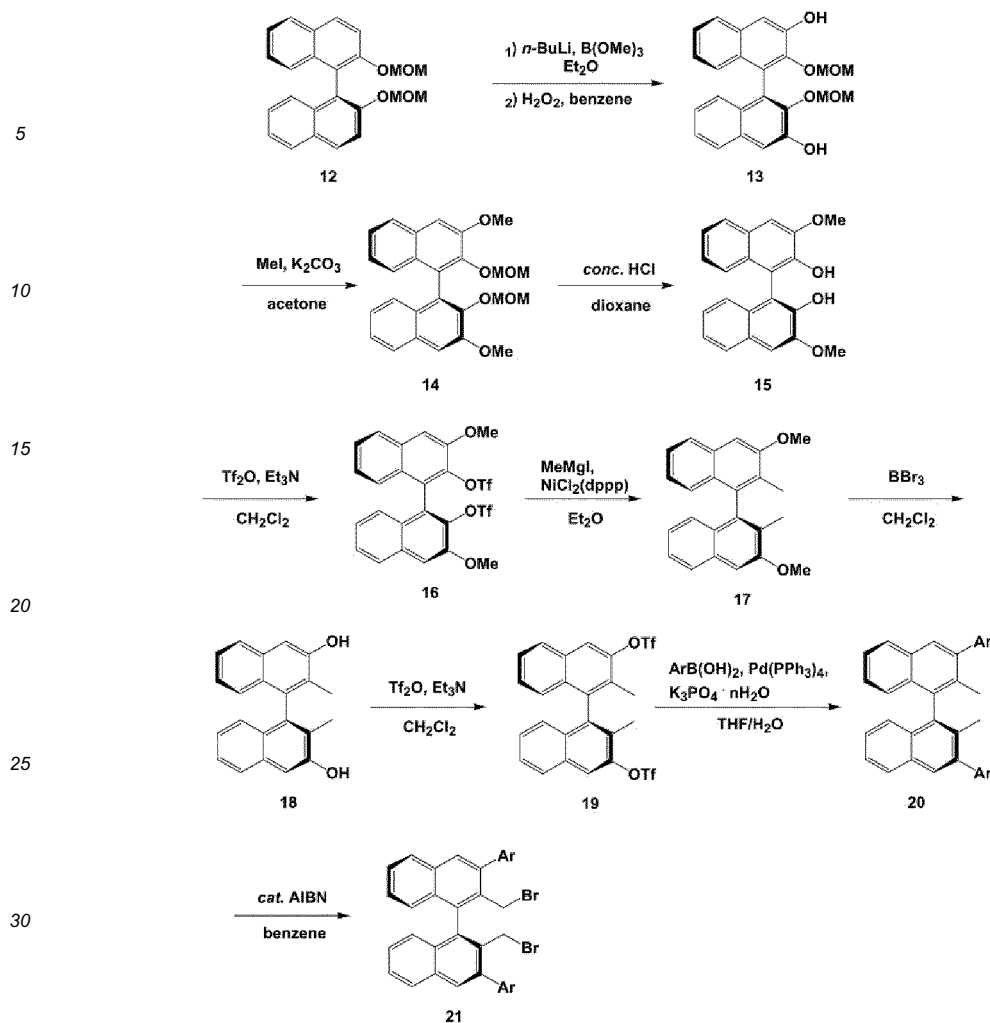 OH
1) n-BuLi, B(OMe)3
Et2O
OMOM
OMOM
2) H2O2, benzene
OMOM
OMOM
5
OH
12
13
OMe
OMe
MeI, K2CO3
OMOM
conc. HCl
OH
10
acetone
OMOM
dioxane
OH
OMe
OMe
14
15
15
OMe
OMe
Tf2O, Et3N
OTf
MeMgI,
NiCl2(dppp)
BBr3
CH2Cl2
OTf
Et2O
CH2Cl2
OMe
OMe
16
17
20
OH
OTf
Ar
Tf2O, Et3N
ArB(OH)2, Pd(PPh3)4,
K3PO4·nH2O
CH2Cl2
THF/H2O
25
OH
OTf
Ar
18
19
20
Ar
cat. AIBN
Br
30
benzene
Br
Ar
21